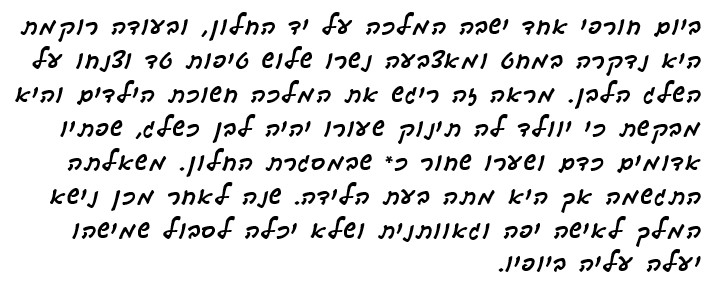 ביום חורפי אחד ישבה המלכה על יד החלון, ובעודה רוקמת
היא נדקרה במחט ומאצבעה נשרו שלוש טיפות טד וצנחו על
השלג הלבן. מראה זה ריגש את המלכה חשוכת הילדים והיא
מבקשת כי יוולד לה תינוק שעורו יהיה לבן כשלג, שפתיו
אדומים כדם ושערו שחור כ* שבמסגרת החלון. משאלתה
התגשמה אך היא מתה בעת הלידה. שנה לאחר מכן נישא
המלך לאישה יפה וגאוותנית ושלא יכלה לסבול שמישהו
יעלה עליה ביופיו.